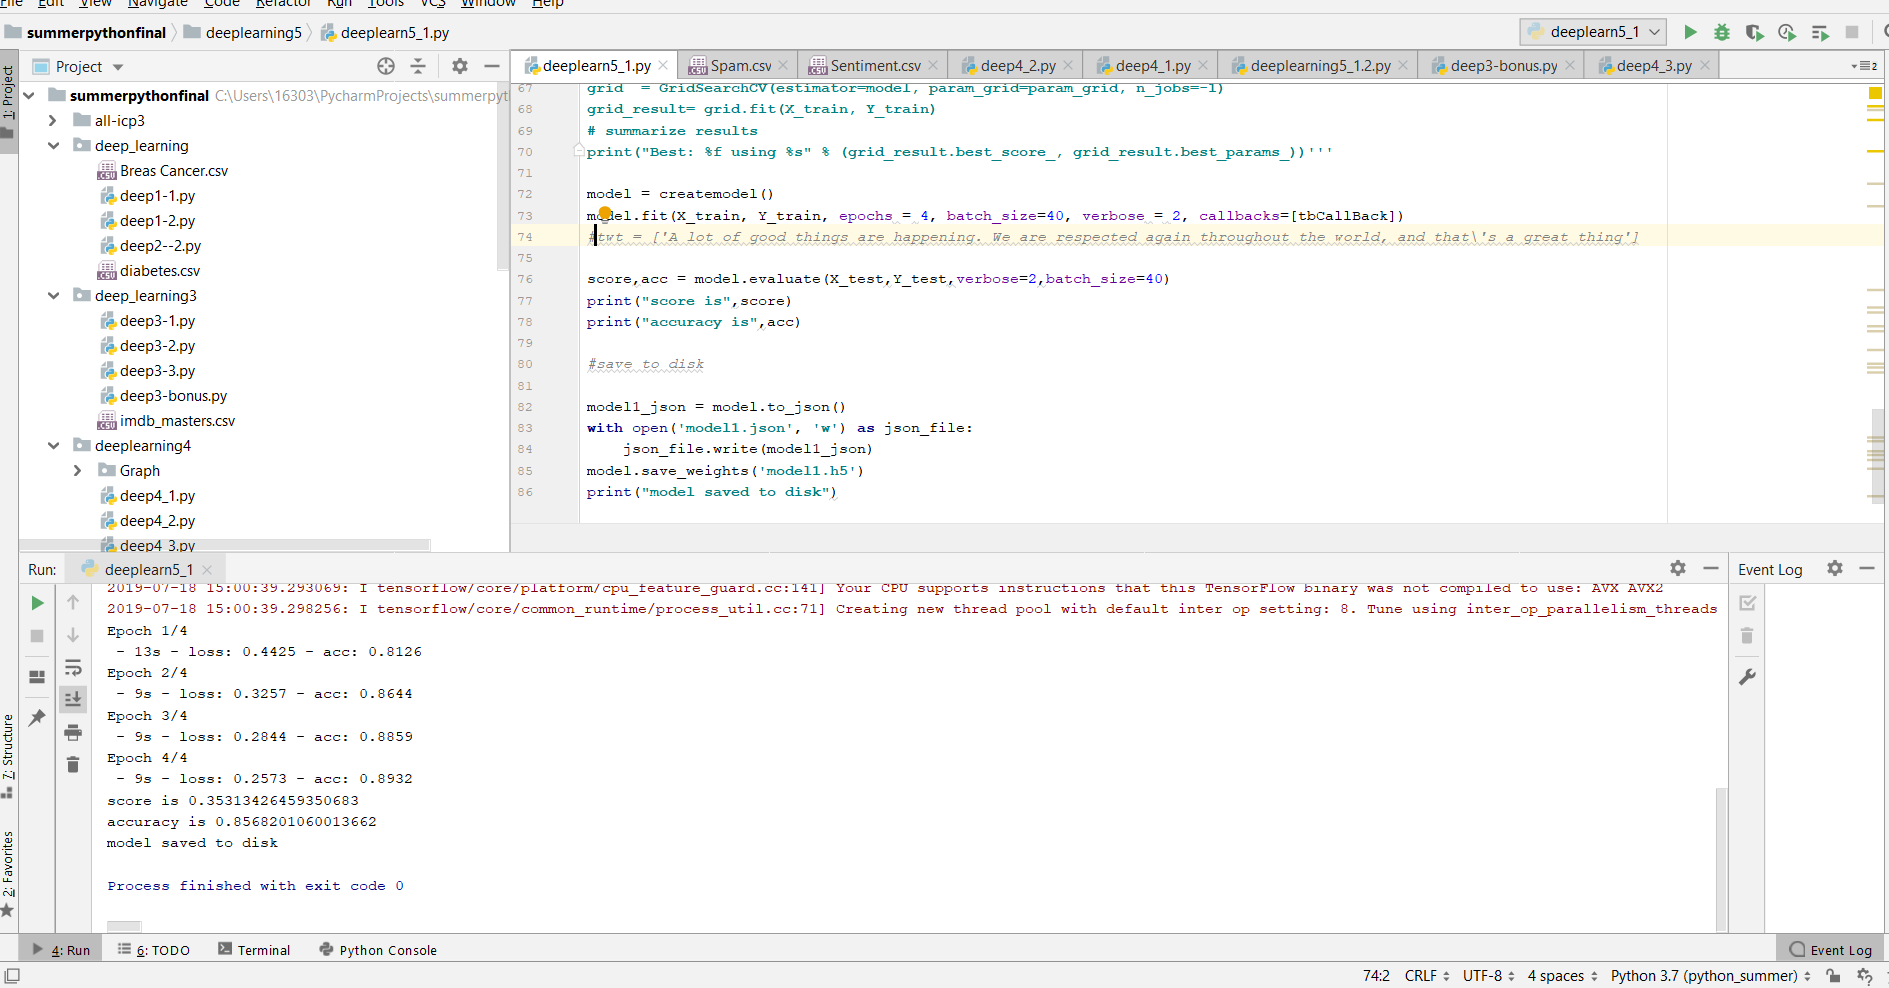 File Edit View Navigate Code Refactor Run Tools VCS Window Help
summerpythonfinal deeplearning5 deeplearn5_1.py
deeplearn5_1
1: Project
Project
deeplearn5_1.py Spam.csv Sentiment.csv deep4_2.py deep4_1.py deeplearning5_1.2.py deep3-bonus.py deep4_3.py
2
summerpythonfinal C:\Users\16303\PycharmProjects\summerpyt
all-icp3
deep_learning
Breas Cancer.csv
deep1-1.py
deep1-2.py
deep2--2.py
diabetes.csv
deep_learning3
deep3-1.py
deep3-2.py
deep3-3.py
deep3-bonus.py
imdb_masters.csv
deeplearning4
Graph
deep4_1.py
deep4_2.py
deep4_3.py
67 grid  = GridSearchCV(estimator=model, param_grid=param_grid, n_jobs=-1)
68 grid_result= grid.fit(X_train, Y_train)
69 # summarize results
70 print("Best: %f using %s" % (grid_result.best_score_, grid_result.best_params_))'''
71
72 model = createmodel()
73 model.fit(X_train, Y_train, epochs = 4, batch_size=40, verbose = 2, callbacks=[tbCallBack])
74 #twt = ['A lot of good things are happening. We are respected again throughout the world, and that\'s a great thing']
75
76 score,acc = model.evaluate(X_test,Y_test,verbose=2,batch_size=40)
77 print("score is",score)
78 print("accuracy is",acc)
79
80 #save to disk
81
82 model1_json = model.to_json()
83 with open('model1.json', 'w') as json_file:
84     json_file.write(model1_json)
85 model.save_weights('model1.h5')
86 print("model saved to disk")
Run: deeplearn5_1
Event Log
2019-07-18 15:00:39.293069: I tensorflow/core/platform/cpu_feature_guard.cc:141] Your CPU supports instructions that this TensorFlow binary was not compiled to use: AVX AVX2
2019-07-18 15:00:39.298256: I tensorflow/core/common_runtime/process_util.cc:71] Creating new thread pool with default inter op setting: 8. Tune using inter_op_parallelism_threads
Epoch 1/4
 - 13s - loss: 0.4425 - acc: 0.8126
Epoch 2/4
 - 9s - loss: 0.3257 - acc: 0.8644
Epoch 3/4
 - 9s - loss: 0.2844 - acc: 0.8859
Epoch 4/4
 - 9s - loss: 0.2573 - acc: 0.8932
score is 0.35313426459350683
accuracy is 0.8568201060013662
model saved to disk
Process finished with exit code 0
7: Structure
2: Favorites
4: Run 6: TODO Terminal Python Console Event Log
74:2 CRLF UTF-8 4 spaces Python 3.7 (python_summer)